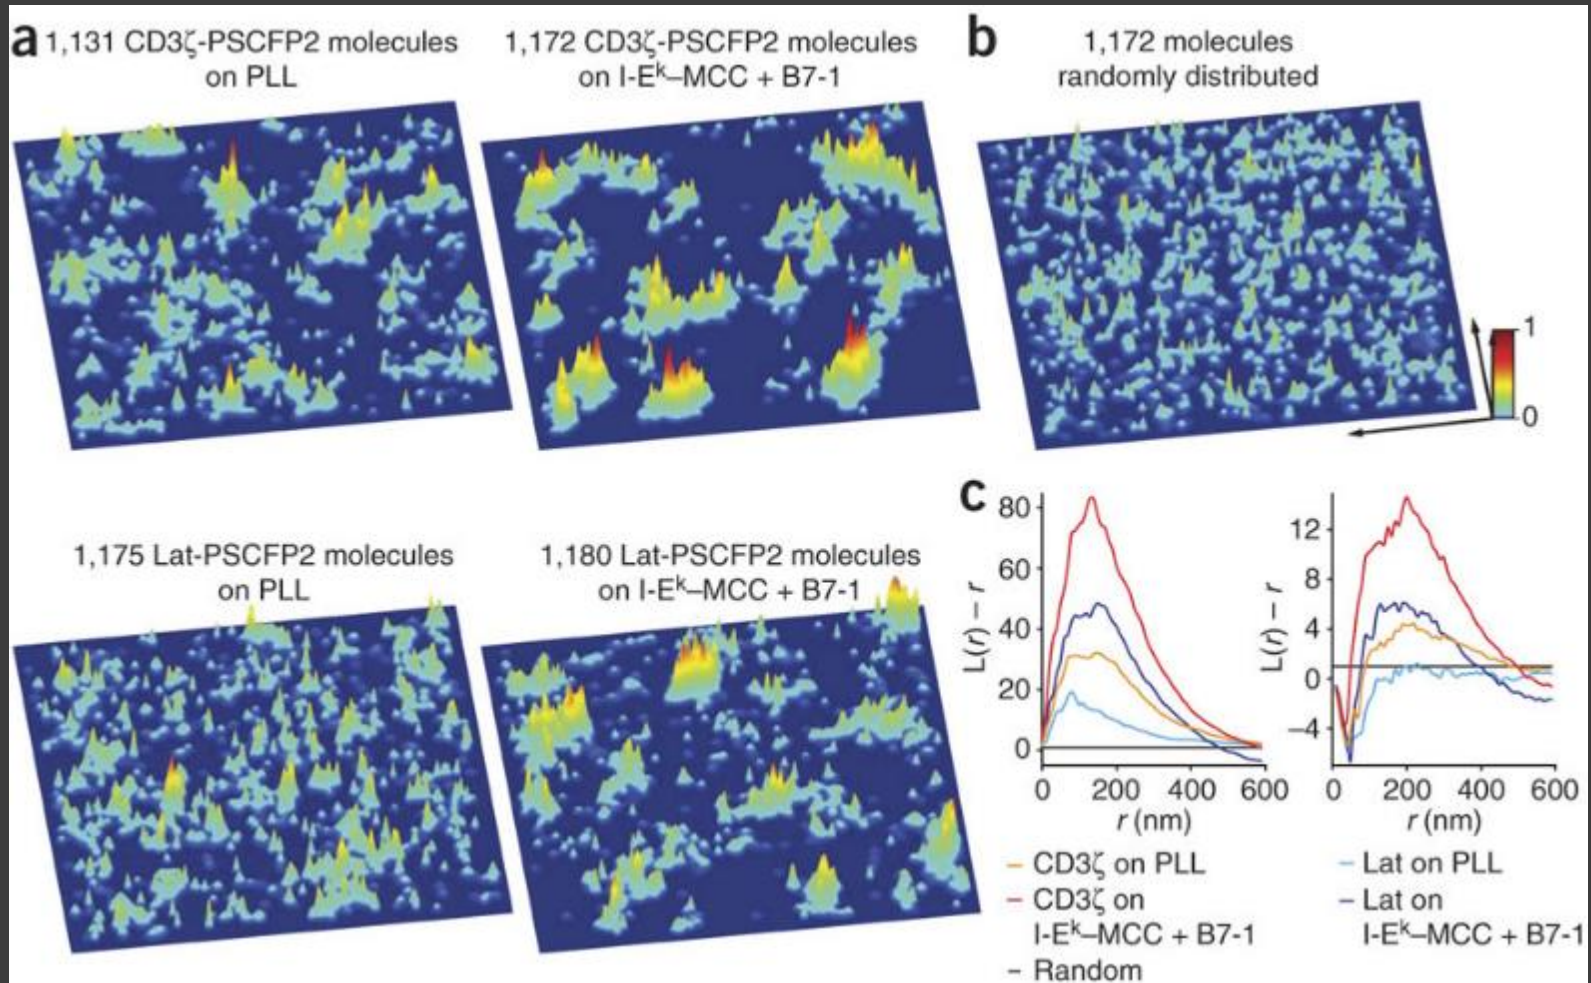 a
1,131 CD3ζ-PSCFP2 molecules
on PLL
1,172 CD3ζ-PSCFP2 molecules
on I-Eᵏ–MCC + B7-1
b
1,172 molecules
randomly distributed
1
0
1,175 Lat-PSCFP2 molecules
on PLL
1,180 Lat-PSCFP2 molecules
on I-Eᵏ–MCC + B7-1
c
L(r) – r
80
60
40
20
0
0 200 400 600
r (nm)
L(r) – r
12
8
4
0
–4
0 200 400 600
r (nm)
CD3ζ on PLL
CD3ζ on
I-Eᵏ–MCC + B7-1
Random
Lat on PLL
Lat on
I-Eᵏ–MCC + B7-1